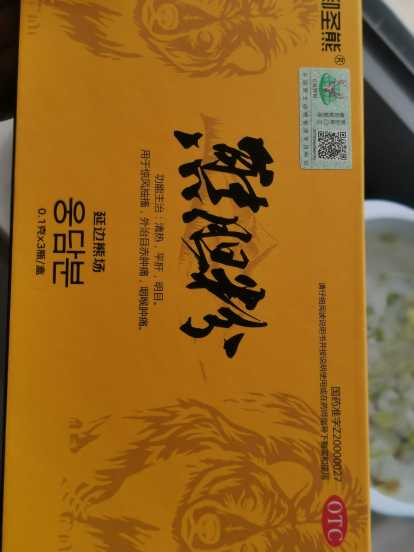 圣熊®
熊胆粉
功能主治：清热，平肝，明目。
用于惊风抽搐，外治目赤肿痛，咽喉肿痛。
延边熊场
웅담분
0.1克×3瓶/盒
请仔细阅读说明书并按说明使用或在药师指导下购买和使用
国药准字Z20000027
OTC